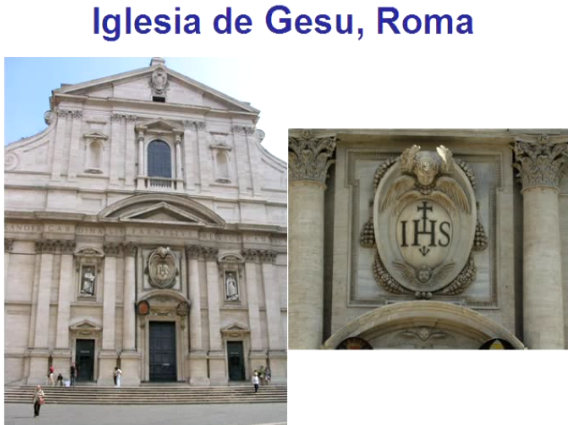 Iglesia de Gesu, Roma
IHS